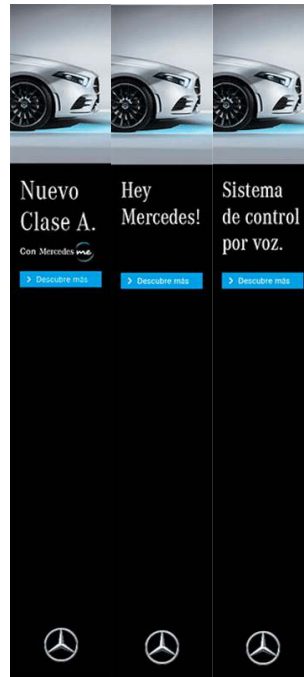 Nuevo
Clase A.
Con Mercedes me
> Descubre más
Hey
Mercedes!
> Descubre más
Sistema
de control
por voz.
> Descubre más